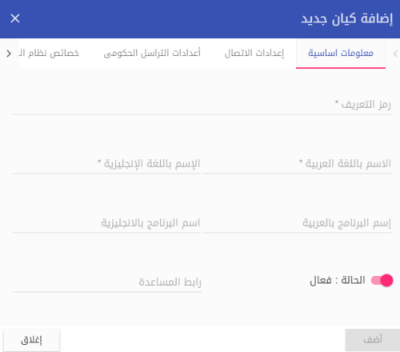 إضافة كيان جديد
معلومات اساسية
إعدادات الاتصال
أعدادات التراسل الحكومى
خصائص نظام الـ
رمز التعريف *
الاسم باللغة العربية *
الإسم باللغة الإنجليزية *
إسم البرنامج بالعربية
اسم البرنامج بالانجليزية
الحالة : فعال
رابط المساعدة
أضف
إغلاق